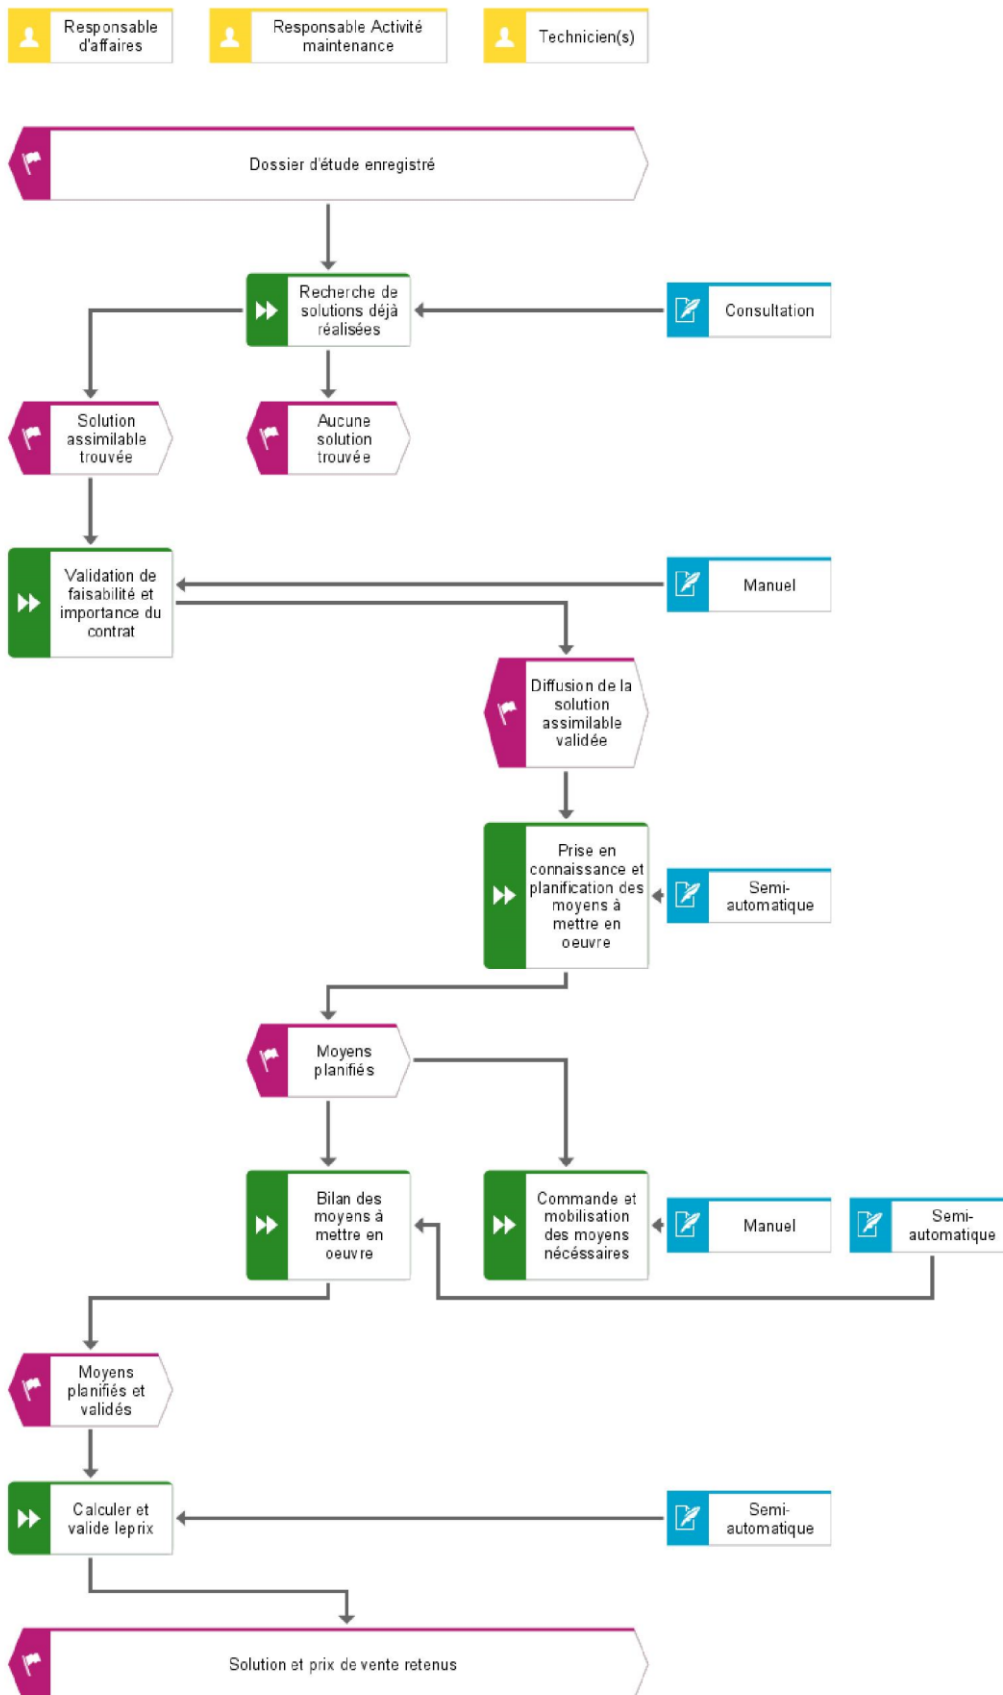 Responsable
d'affaires
Responsable Activité
maintenance
Technicien(s)
Dossier d'étude enregistré
Recherche de
solutions déjà
réalisées
Consultation
Solution
assimilable
trouvée
Aucune
solution
trouvée
Validation de
faisabilité et
importance du
contrat
Manuel
Diffusion de la
solution
assimilable
validée
Prise en
connaissance et
planification des
moyens à
mettre en
oeuvre
Semi-
automatique
Moyens
planifiés
Bilan des
moyens à
mettre en
oeuvre
Commande et
mobilisation
des moyens
nécéssaires
Manuel
Semi-
automatique
Moyens
planifiés et
validés
Calculer et
valide leprix
Semi-
automatique
Solution et prix de vente retenus